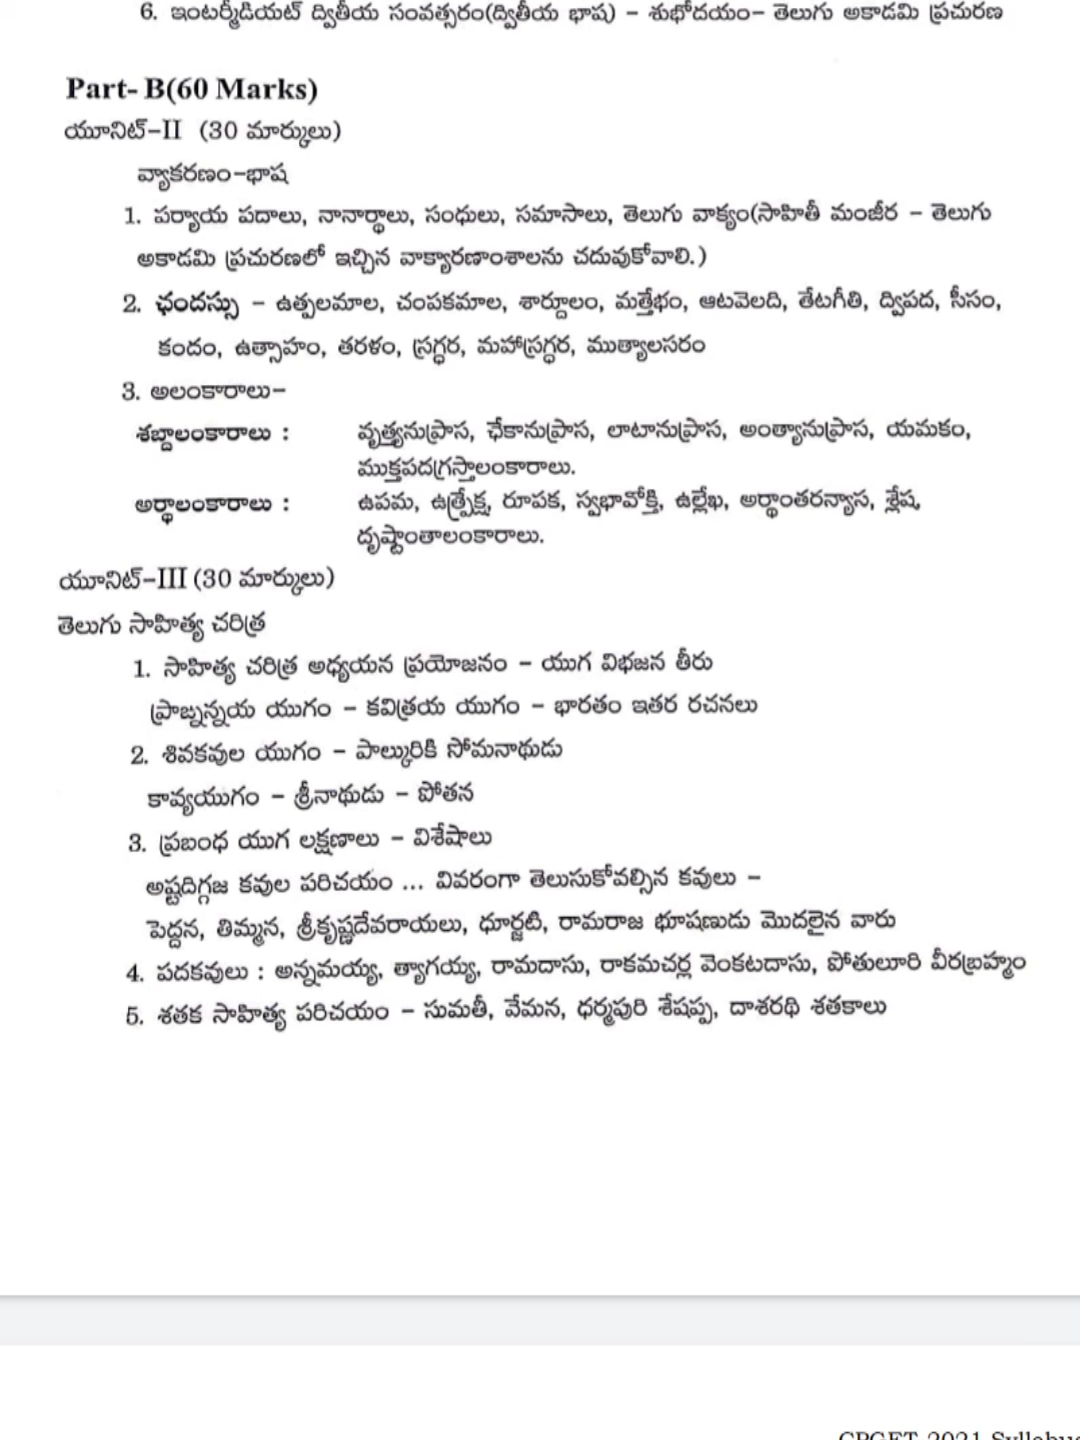 6. ఇంటర్మీడియట్ ద్వితీయ సంవత్సరం(ద్వితీయ భాష) – శుభోదయం– తెలుగు అకాడమి ప్రచురణ
Part- B(60 Marks)
యూనిట్-II (30 మార్కులు)
వ్యాకరణం-భాష
1. పర్యాయ పదాలు, నానార్థాలు, సంధులు, సమాసాలు, తెలుగు వాక్యం(సాహితీ మంజీర – తెలుగు
అకాడమి ప్రచురణలో ఇచ్చిన వాక్యారణాంశాలను చదువుకోవాలి.)
2. ఛందస్సు – ఉత్పలమాల, చంపకమాల, శార్దూలం, మత్తేభం, ఆటవెలది, తేటగీతి, ద్విపద, సీసం,
కందం, ఉత్సాహం, తరళం, స్రగ్ధర, మహాస్రగ్ధర, ముత్యాలసరం
3. అలంకారాలు–
శబ్దాలంకారాలు : వృత్త్యనుప్రాస, ఛేకానుప్రాస, లాటానుప్రాస, అంత్యానుప్రాస, యమకం,
ముక్తపదగ్రస్తాలంకారాలు.
అర్థాలంకారాలు : ఉపమ, ఉత్ప్రేక్ష, రూపక, స్వభావోక్తి, ఉల్లేఖ, అర్థాంతరన్యాస, శ్లేష,
దృష్టాంతాలంకారాలు.
యూనిట్-III (30 మార్కులు)
తెలుగు సాహిత్య చరిత్ర
1. సాహిత్య చరిత్ర అధ్యయన ప్రయోజనం – యుగ విభజన తీరు
ప్రాఙ్నన్నయ యుగం – కవిత్రయ యుగం – భారతం ఇతర రచనలు
2. శివకవుల యుగం – పాల్కురికి సోమనాథుడు
కావ్యయుగం – శ్రీనాథుడు – పోతన
3. ప్రబంధ యుగ లక్షణాలు – విశేషాలు
అష్టదిగ్గజ కవుల పరిచయం ... వివరంగా తెలుసుకోవల్సిన కవులు –
పెద్దన, తిమ్మన, శ్రీకృష్ణదేవరాయలు, ధూర్జటి, రామరాజ భూషణుడు మొదలైన వారు
4. పదకవులు : అన్నమయ్య, త్యాగయ్య, రామదాసు, రాకమచర్ల వెంకటదాసు, పోతులూరి వీరబ్రహ్మం
5. శతక సాహిత్య పరిచయం – సుమతీ, వేమన, ధర్మపురి శేషప్ప, దాశరథి శతకాలు
CPGET 2021 Syllabus